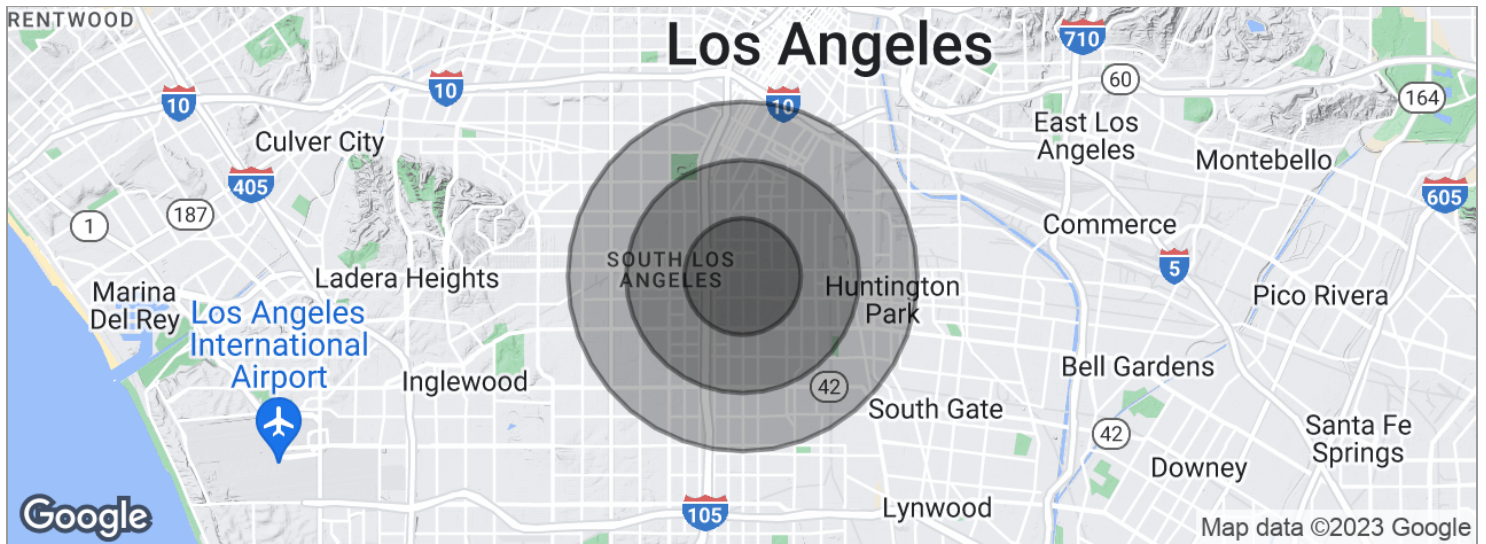 RENTWOOD
Los Angeles
710
60
10
10
10
164
Culver City
East Los
Angeles
Montebello
405
605
187
1
Commerce
SOUTH LOS
ANGELES
5
Ladera Heights
Huntington
Park
Marina
Del Rey
Pico Rivera
Los Angeles
International
Airport
Bell Gardens
Inglewood
42
South Gate
42
Santa Fe
Springs
Downey
105
Lynwood
Google
Map data ©2023 Google